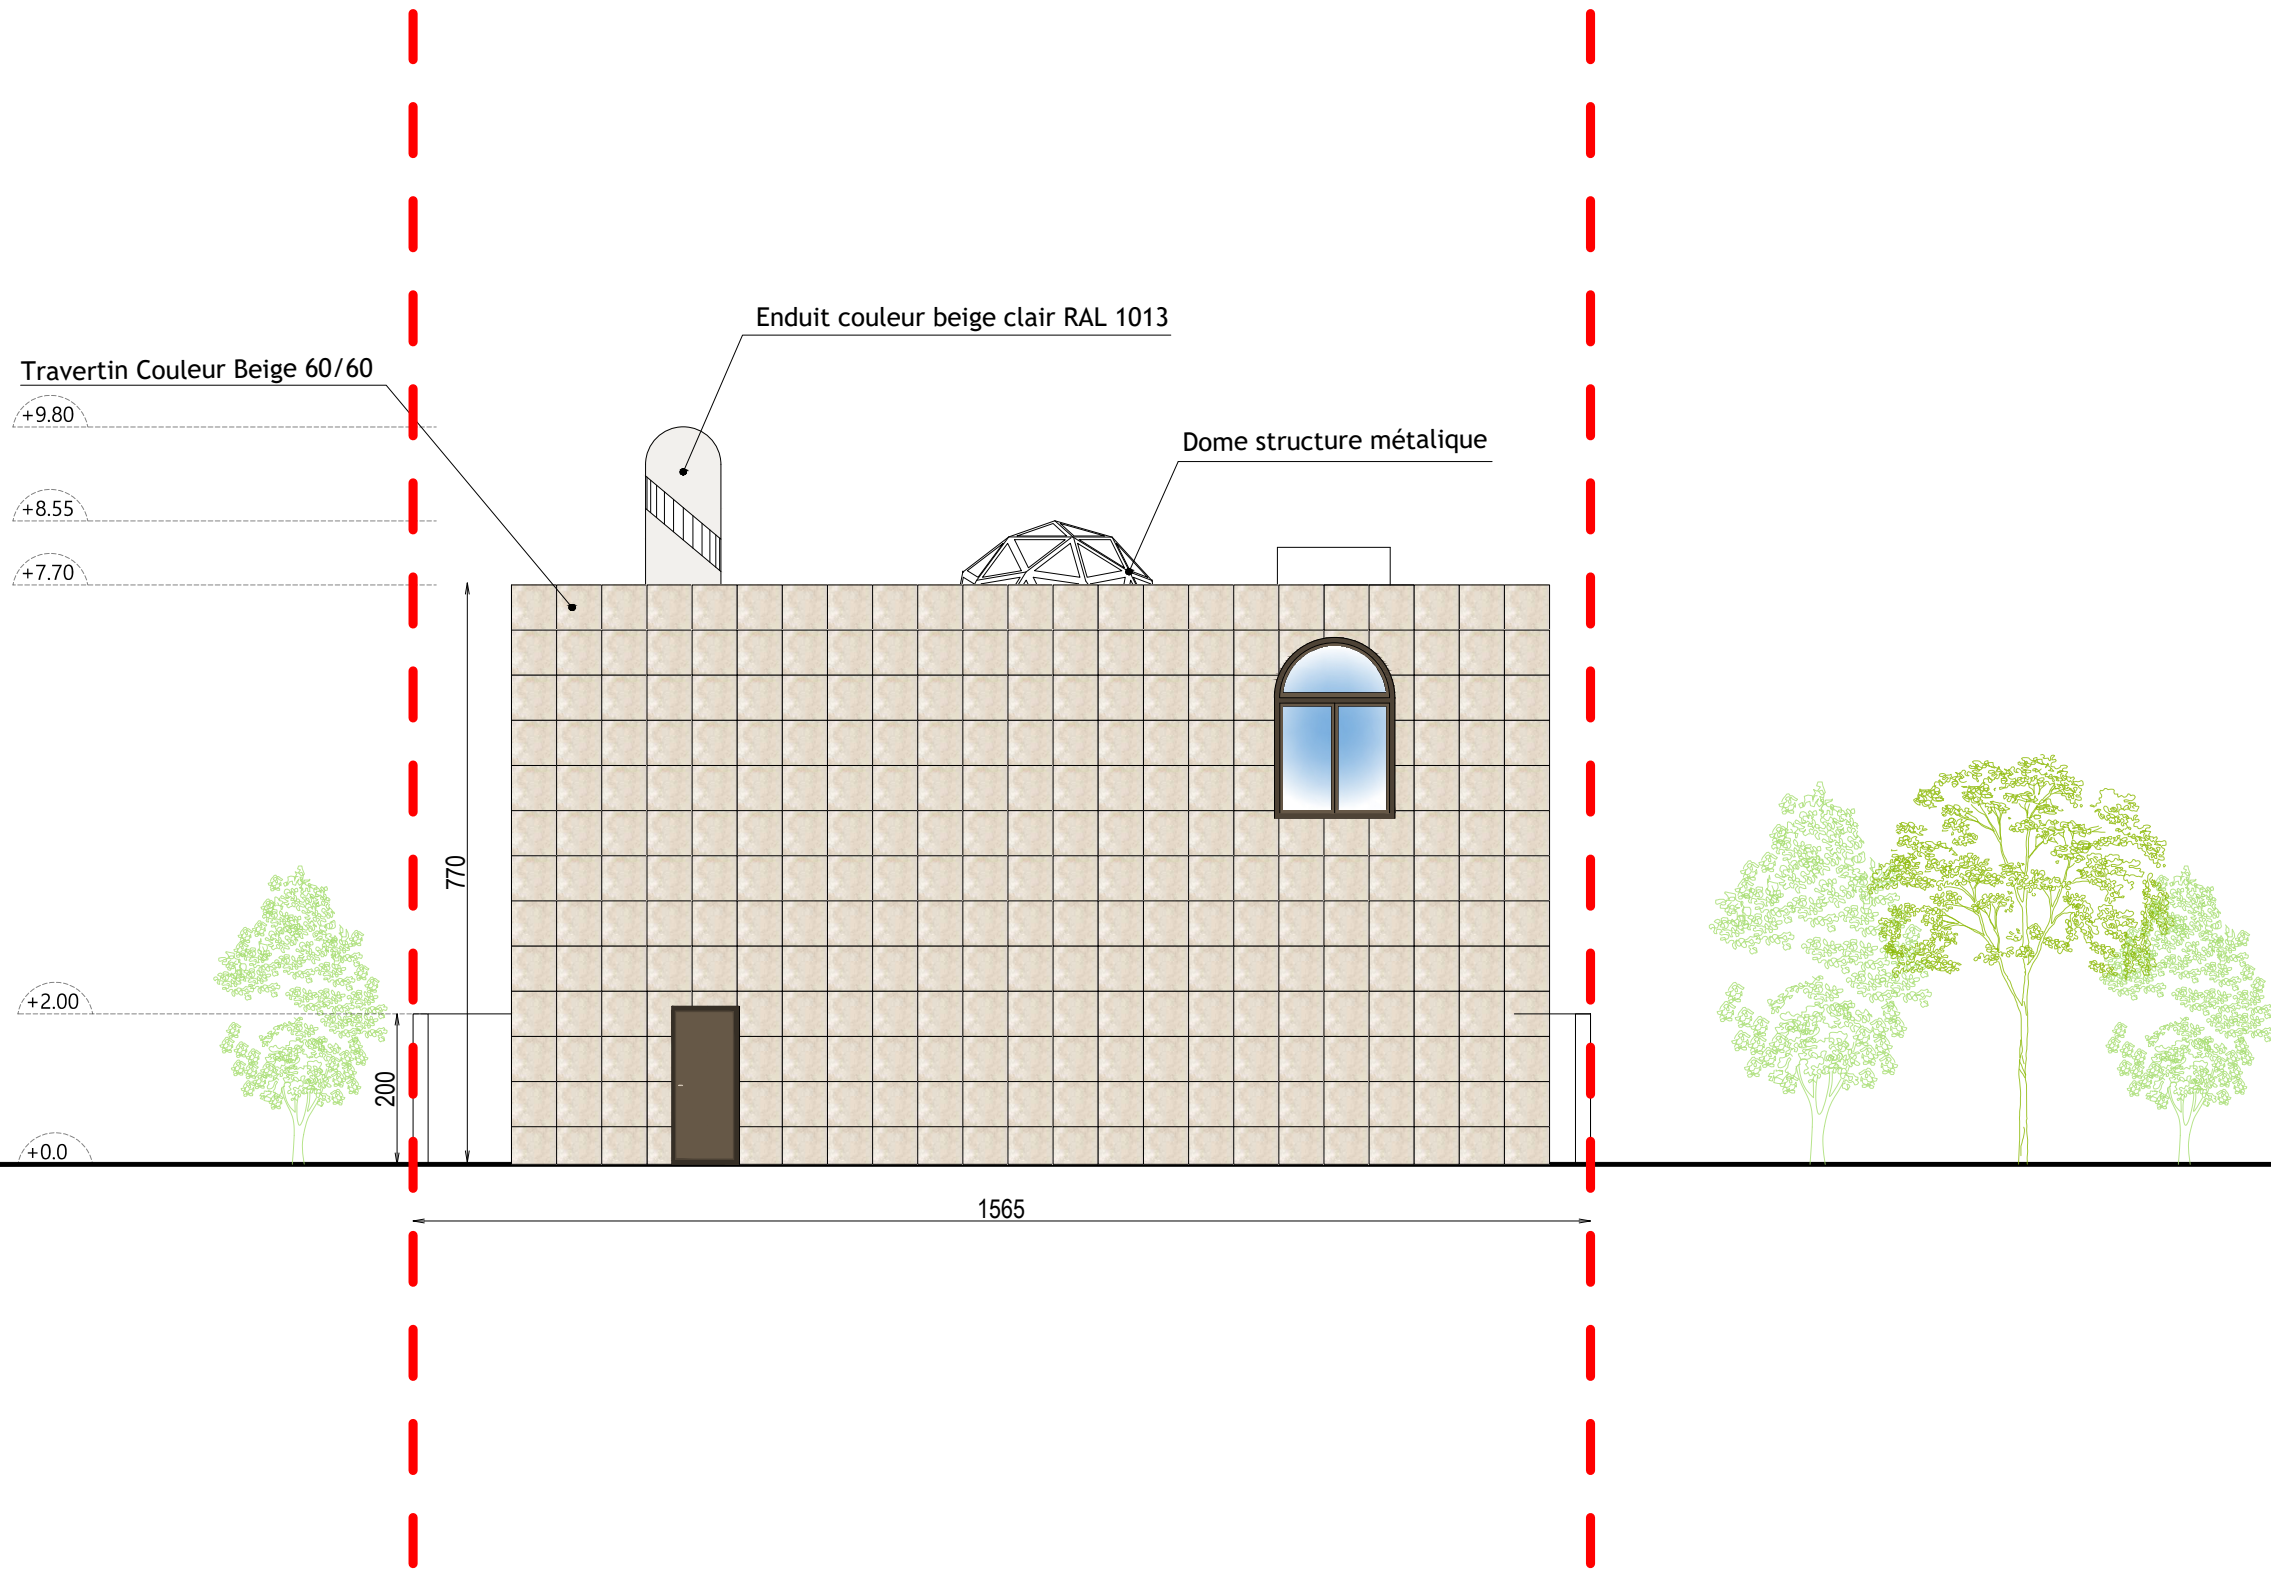 Enduit couleur beige clair RAL 1013
Travertin Couleur Beige 60/60
+9.80
Dome structure métalique
+8.55
+7.70
770
+2.00
200
+0.0
1565